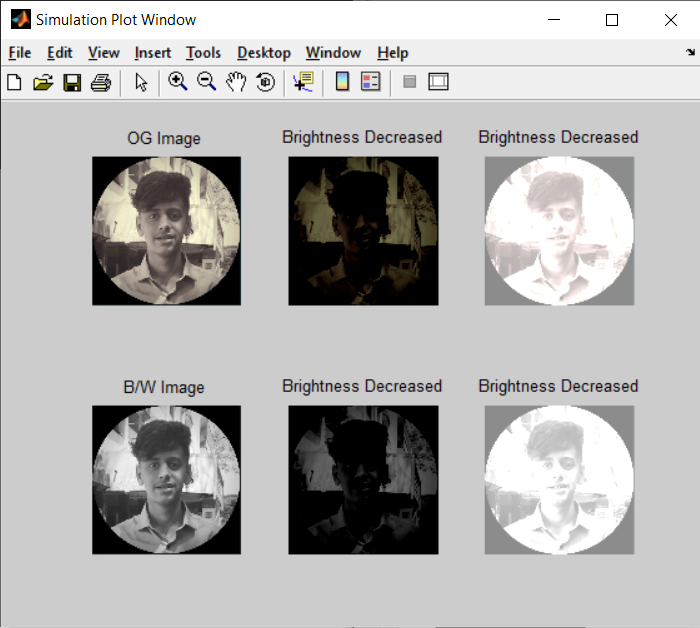 Simulation Plot Window
File Edit View Insert Tools Desktop Window Help
OG Image Brightness Decreased Brightness Decreased
B/W Image Brightness Decreased Brightness Decreased